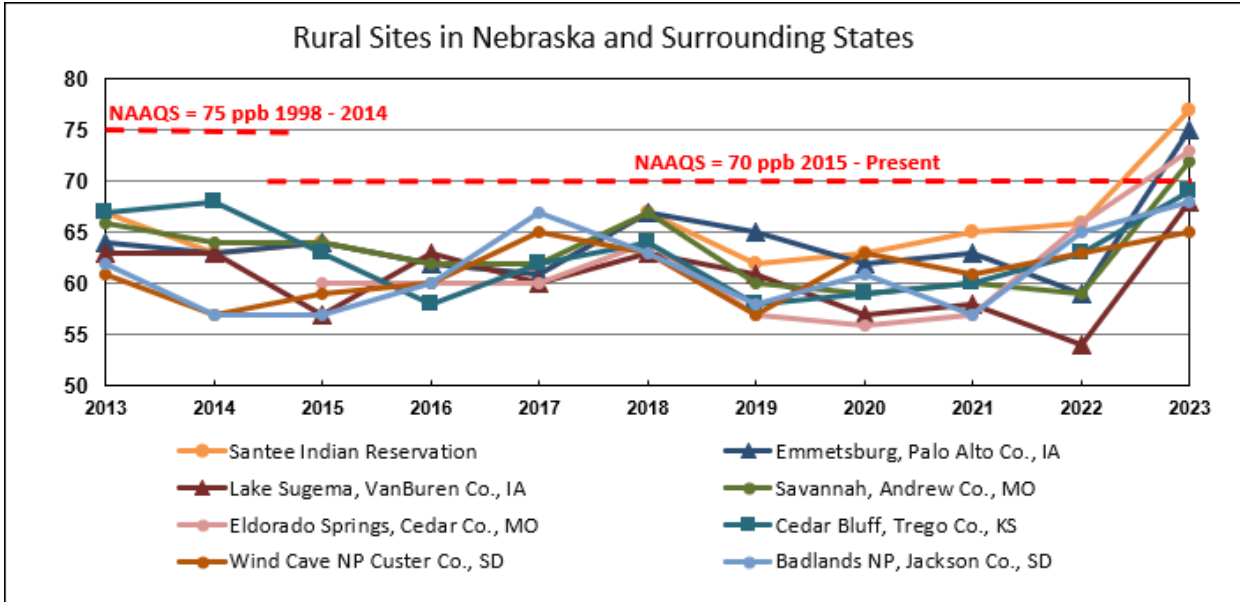 Rural Sites in Nebraska and Surrounding States
80
NAAQS = 75 ppb 1998 - 2014
75
NAAQS = 70 ppb 2015 - Present
70
65
60
55
50
2013 2014 2015 2016 2017 2018 2019 2020 2021 2022 2023
Santee Indian Reservation
Emmetsburg, Palo Alto Co., IA
Lake Sugema, VanBuren Co., IA
Savannah, Andrew Co., MO
Eldorado Springs, Cedar Co., MO
Cedar Bluff, Trego Co., KS
Wind Cave NP Custer Co., SD
Badlands NP, Jackson Co., SD